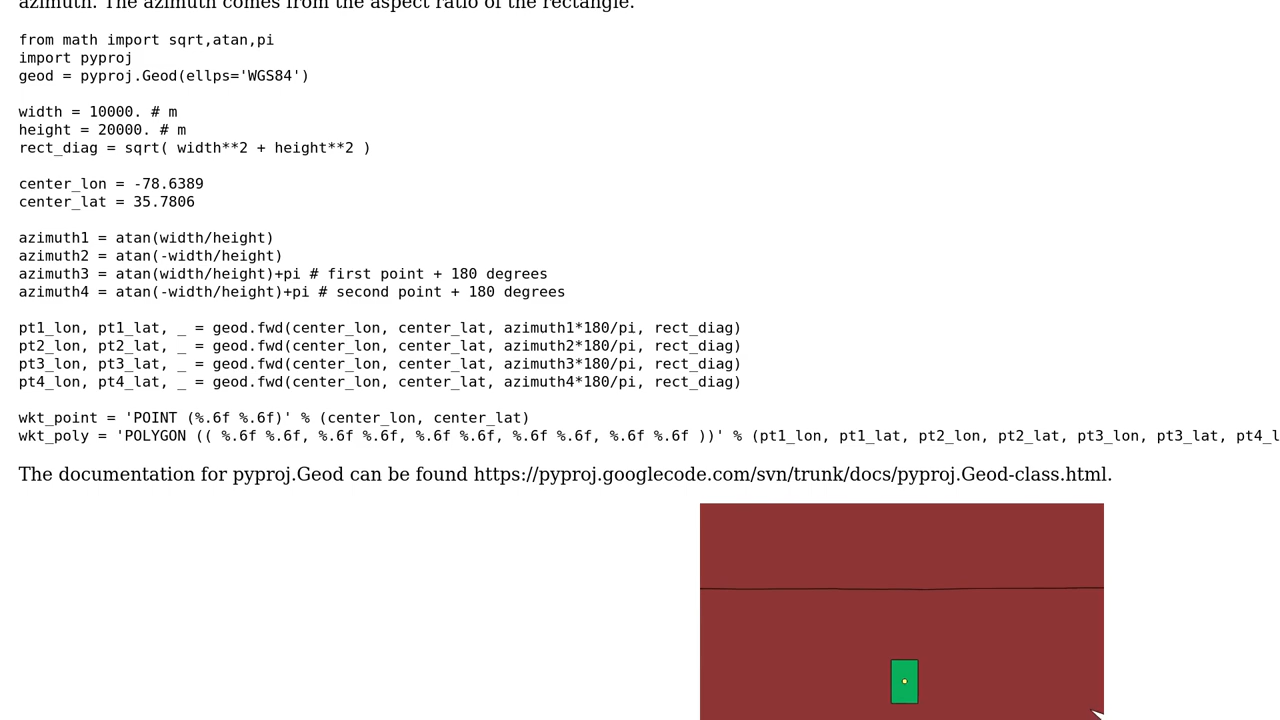 azimuth. The azimuth comes from the aspect ratio of the rectangle.
from math import sqrt,atan,pi
import pyproj
geod = pyproj.Geod(ellps='WGS84')
width = 10000. # m
height = 20000. # m
rect_diag = sqrt( width**2 + height**2 )
center_lon = -78.6389
center_lat = 35.7806
azimuth1 = atan(width/height)
azimuth2 = atan(-width/height)
azimuth3 = atan(width/height)+pi # first point + 180 degrees
azimuth4 = atan(-width/height)+pi # second point + 180 degrees
pt1_lon, pt1_lat, _ = geod.fwd(center_lon, center_lat, azimuth1*180/pi, rect_diag)
pt2_lon, pt2_lat, _ = geod.fwd(center_lon, center_lat, azimuth2*180/pi, rect_diag)
pt3_lon, pt3_lat, _ = geod.fwd(center_lon, center_lat, azimuth3*180/pi, rect_diag)
pt4_lon, pt4_lat, _ = geod.fwd(center_lon, center_lat, azimuth4*180/pi, rect_diag)
wkt_point = 'POINT (%.6f %.6f)' % (center_lon, center_lat)
wkt_poly = 'POLYGON (( %.6f %.6f, %.6f %.6f, %.6f %.6f, %.6f %.6f, %.6f %.6f ))' % (pt1_lon, pt1_lat, pt2_lon, pt2_lat, pt3_lon, pt3_lat, pt4_l
The documentation for pyproj.Geod can be found https://pyproj.googlecode.com/svn/trunk/docs/pyproj.Geod-class.html.